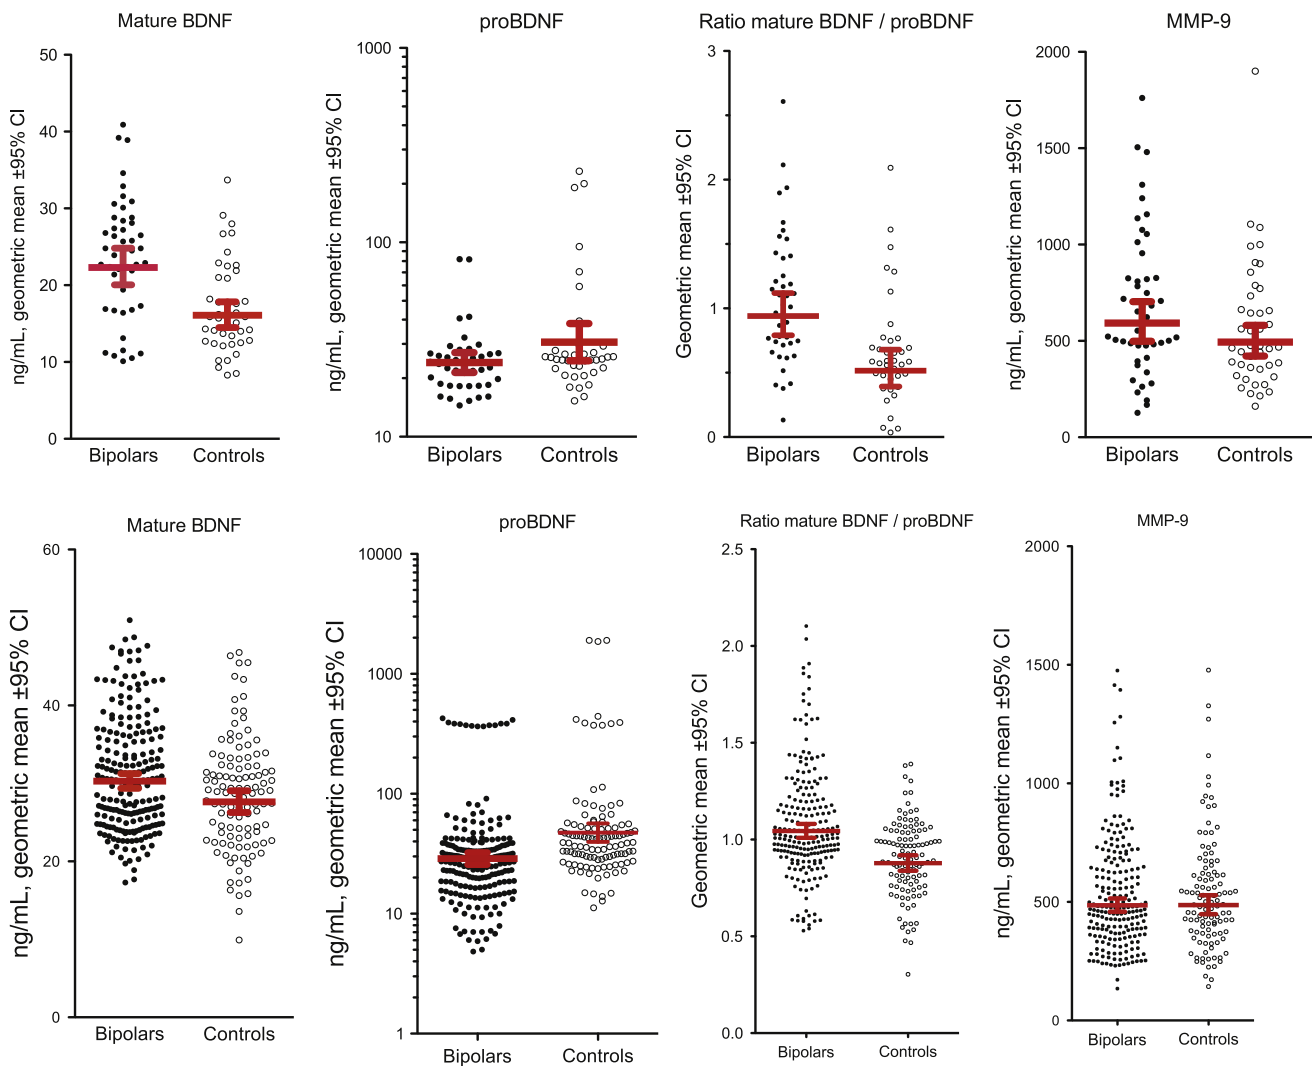 Mature BDNF
ng/mL, geometric mean ±95% CI
50
40
30
20
10
0
Bipolars Controls
proBDNF
ng/mL, geometric mean ±95% CI
1000
100
10
Bipolars Controls
Ratio mature BDNF / proBDNF
Geometric mean ±95% CI
3
2
1
0
Bipolars Controls
MMP-9
ng/mL, geometric mean ±95% CI
2000
1500
1000
500
0
Bipolars Controls
Mature BDNF
ng/mL, geometric mean ±95% CI
60
40
20
0
Bipolars Controls
proBDNF
ng/mL, geometric mean ±95% CI
10000
1000
100
10
1
Bipolars Controls
Ratio mature BDNF / proBDNF
Geometric mean ±95% CI
2.5
2.0
1.5
1.0
0.5
0.0
Bipolars Controls
MMP-9
ng/mL, geometric mean ±95% CI
2000
1500
1000
500
0
Bipolars Controls